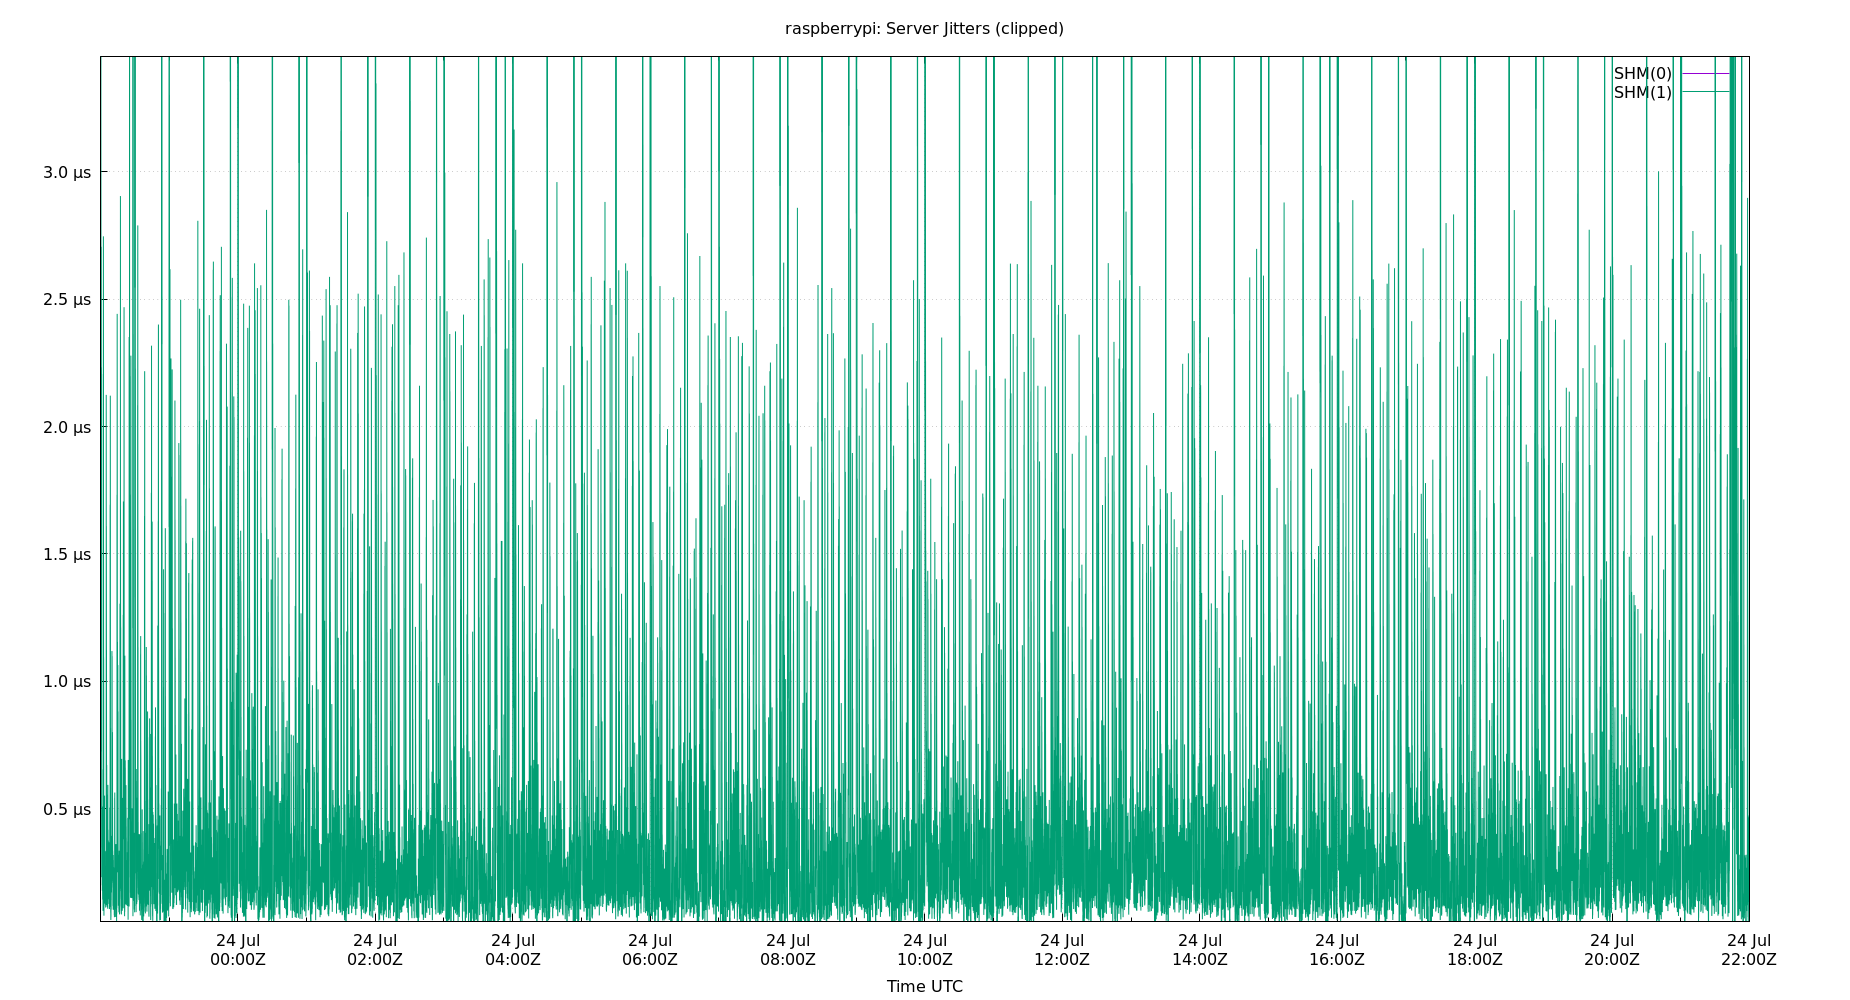 raspberrypi: Server Jitters (clipped)
SHM(0)
SHM(1)
3.0 µs
2.5 µs
2.0 µs
1.5 µs
1.0 µs
0.5 µs
24 Jul 24 Jul 24 Jul 24 Jul 24 Jul 24 Jul 24 Jul 24 Jul 24 Jul 24 Jul 24 Jul 24 Jul
00:00Z 02:00Z 04:00Z 06:00Z 08:00Z 10:00Z 12:00Z 14:00Z 16:00Z 18:00Z 20:00Z 22:00Z
Time UTC